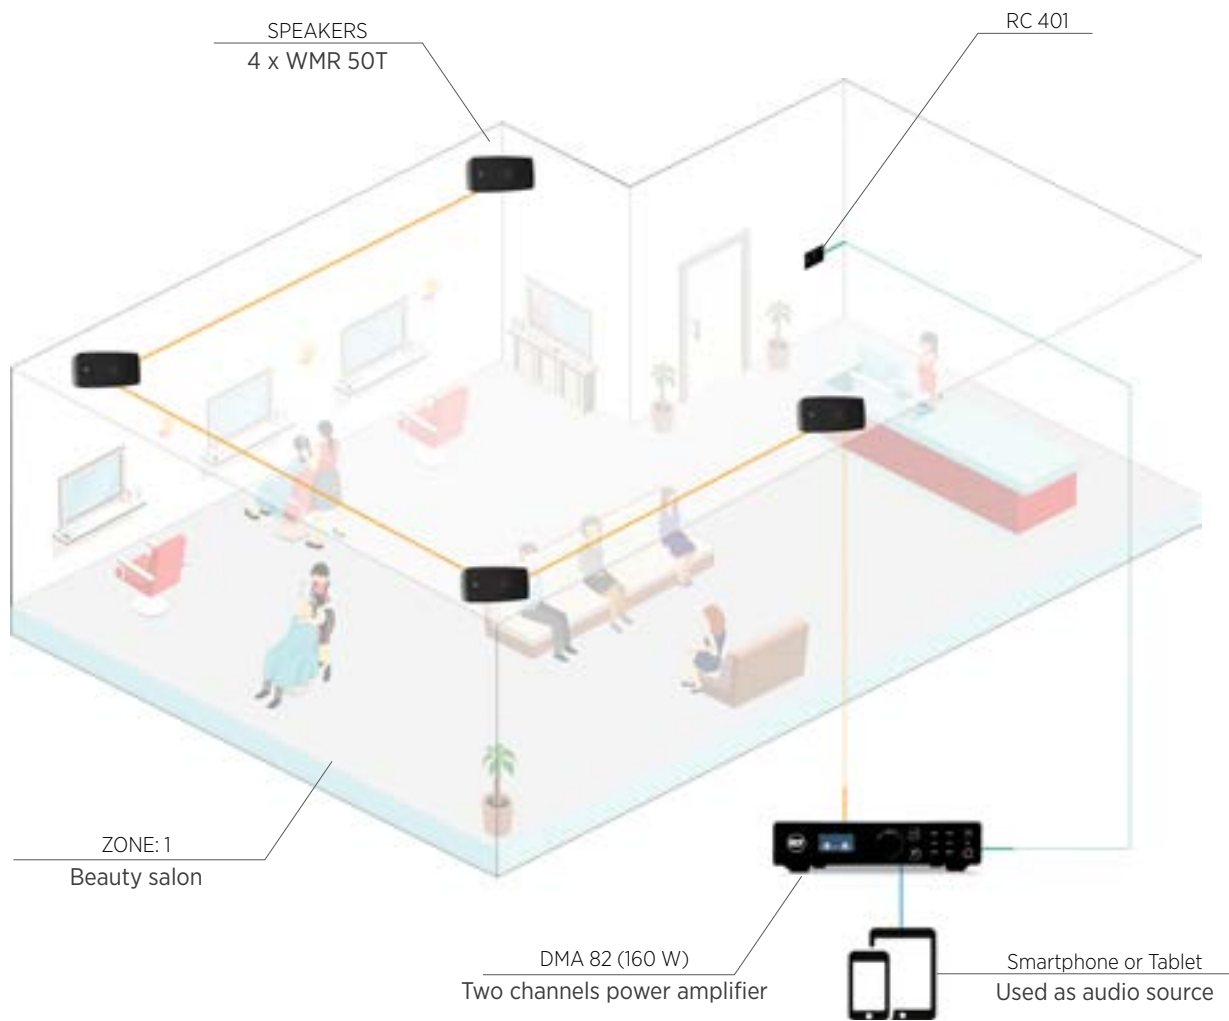 SPEAKERS
4 x WMR 50T
RC 401
ZONE: 1
Beauty salon
DMA 82 (160 W)
Two channels power amplifier
Smartphone or Tablet
Used as audio source